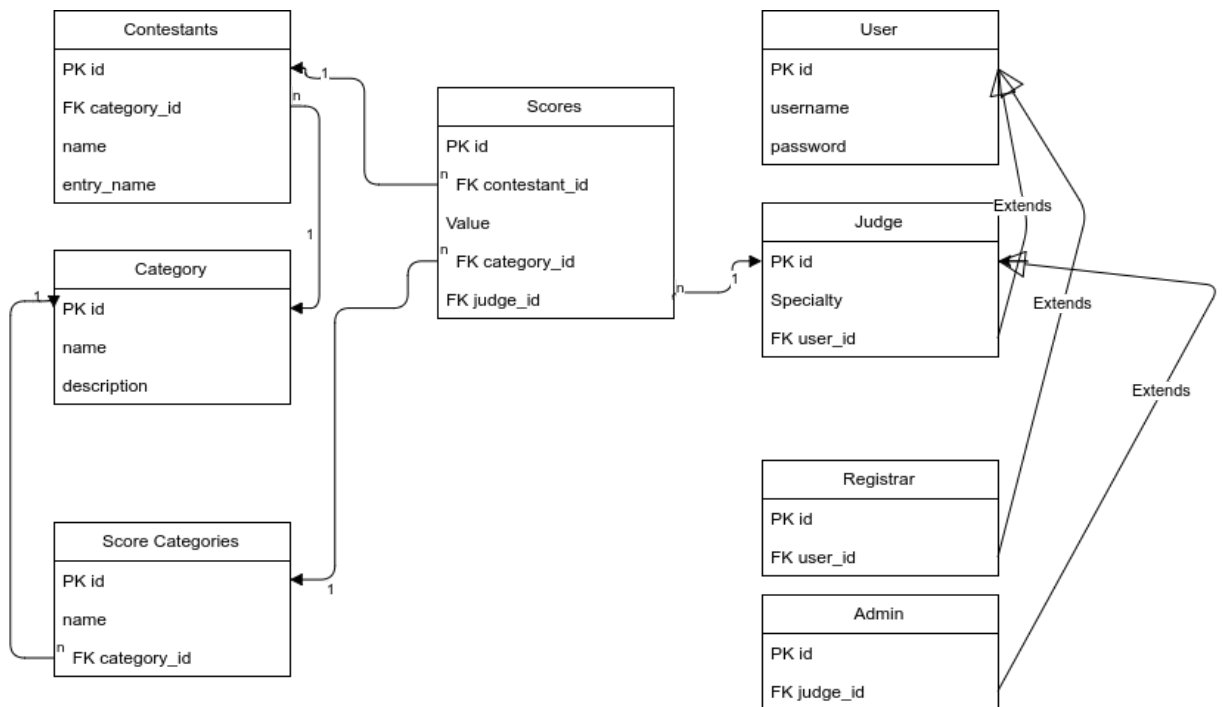 Contestants
PK id
FK category_id
name
entry_name
1
n
1
Category
PK id
name
description
1
Score Categories
PK id
name
n FK category_id
Scores
PK id
n FK contestant_id
Value
n FK category_id
FK judge_id
1
n
1
User
PK id
username
password
Extends
Judge
PK id
Specialty
FK user_id
Extends
Extends
Registrar
PK id
FK user_id
Admin
PK id
FK judge_id